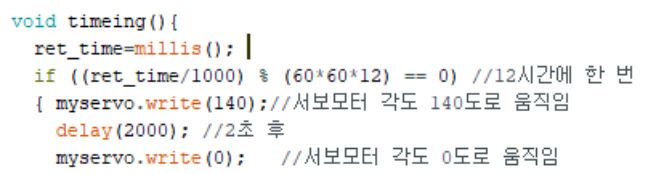 void timeing(){
ret_time=millis();
if ((ret_time/1000) % (60*60*12) == 0) //12시간에 한 번
{ myservo.write(140);//서보모터 각도 140도로 움직임
delay(2000); //2초 후
myservo.write(0); //서보모터 각도 0도로 움직임